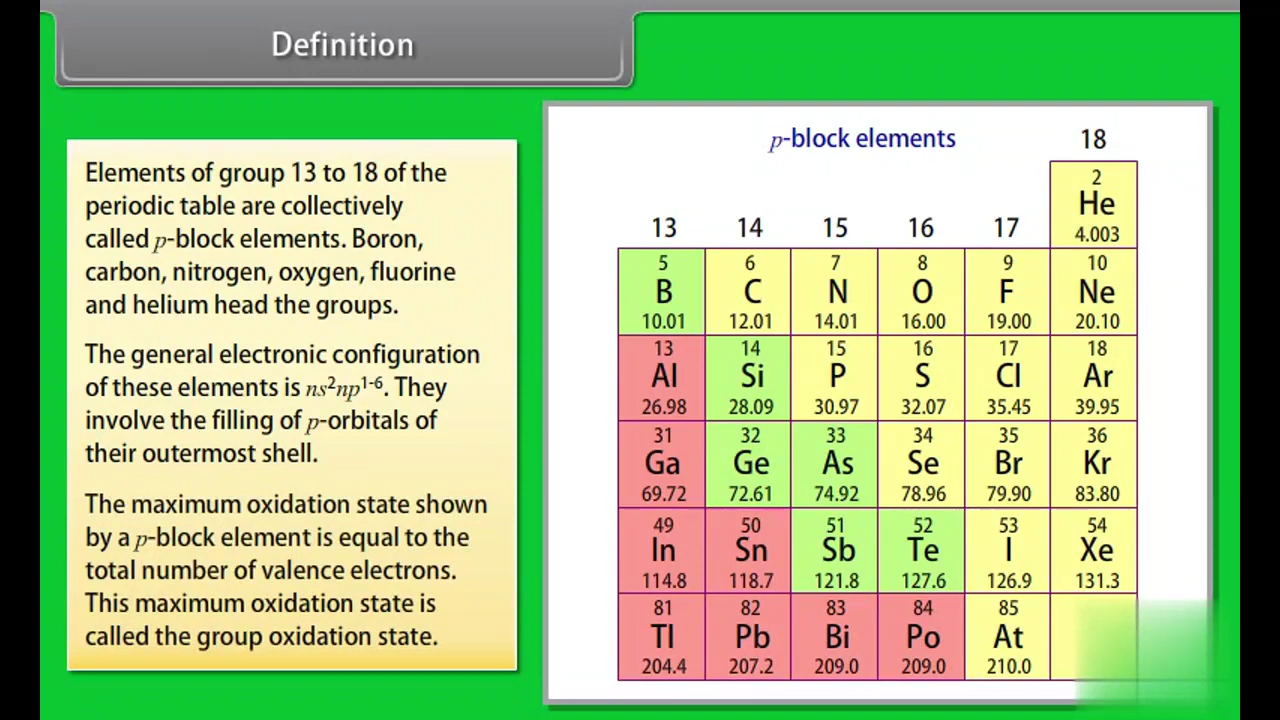 Definition
Elements of group 13 to 18 of the
periodic table are collectively
called p-block elements. Boron,
carbon, nitrogen, oxygen, fluorine
and helium head the groups.
The general electronic configuration
of these elements is ns²np¹⁻⁶. They
involve the filling of p-orbitals of
their outermost shell.
The maximum oxidation state shown
by a p-block element is equal to the
total number of valence electrons.
This maximum oxidation state is
called the group oxidation state.
p-block elements 18
2
He
4.003
13 14 15 16 17
5 6 7 8 9 10
B C N O F Ne
10.01 12.01 14.01 16.00 19.00 20.10
13 14 15 16 17 18
Al Si P S Cl Ar
26.98 28.09 30.97 32.07 35.45 39.95
31 32 33 34 35 36
Ga Ge As Se Br Kr
69.72 72.61 74.92 78.96 79.90 83.80
49 50 51 52 53 54
In Sn Sb Te I Xe
114.8 118.7 121.8 127.6 126.9 131.3
81 82 83 84 85
Tl Pb Bi Po At
204.4 207.2 209.0 209.0 210.0